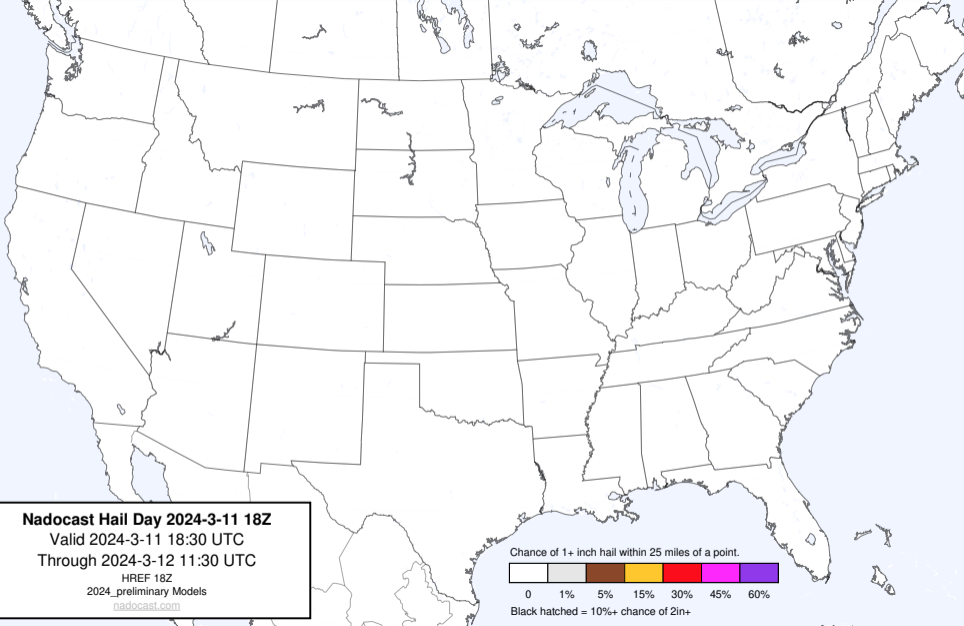 Nadocast Hail Day 2024-3-11 18Z
Valid 2024-3-11 18:30 UTC
Through 2024-3-12 11:30 UTC
HREF 18Z
2024_preliminary Models
nadocast.com
Chance of 1+ inch hail within 25 miles of a point.
0 1% 5% 15% 30% 45% 60%
Black hatched = 10%+ chance of 2in+